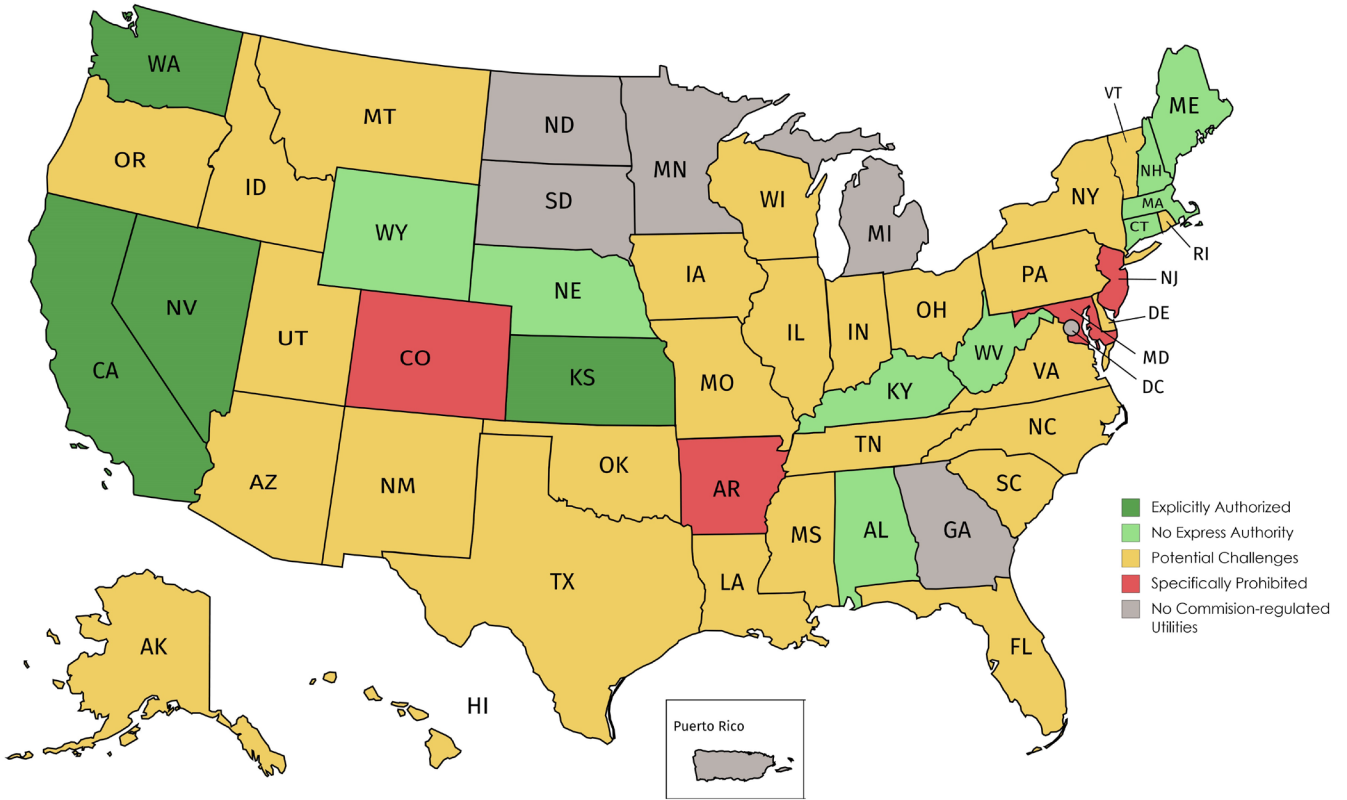 WA
MT
ND
MN
VT
ME
OR
ID
SD
WI
NH
NY
MA
CT
WY
MI
RI
IA
PA
NJ
NE
NV
UT
IL
IN
OH
DE
CO
WV
MD
CA
KS
MO
KY
VA
DC
NC
TN
OK
AZ
NM
AR
SC
MS
AL
GA
TX
LA
Explicitly Authorized
No Express Authority
Potential Challenges
Specifically Prohibited
No Commision-regulated
Utilities
AK
FL
HI
Puerto Rico